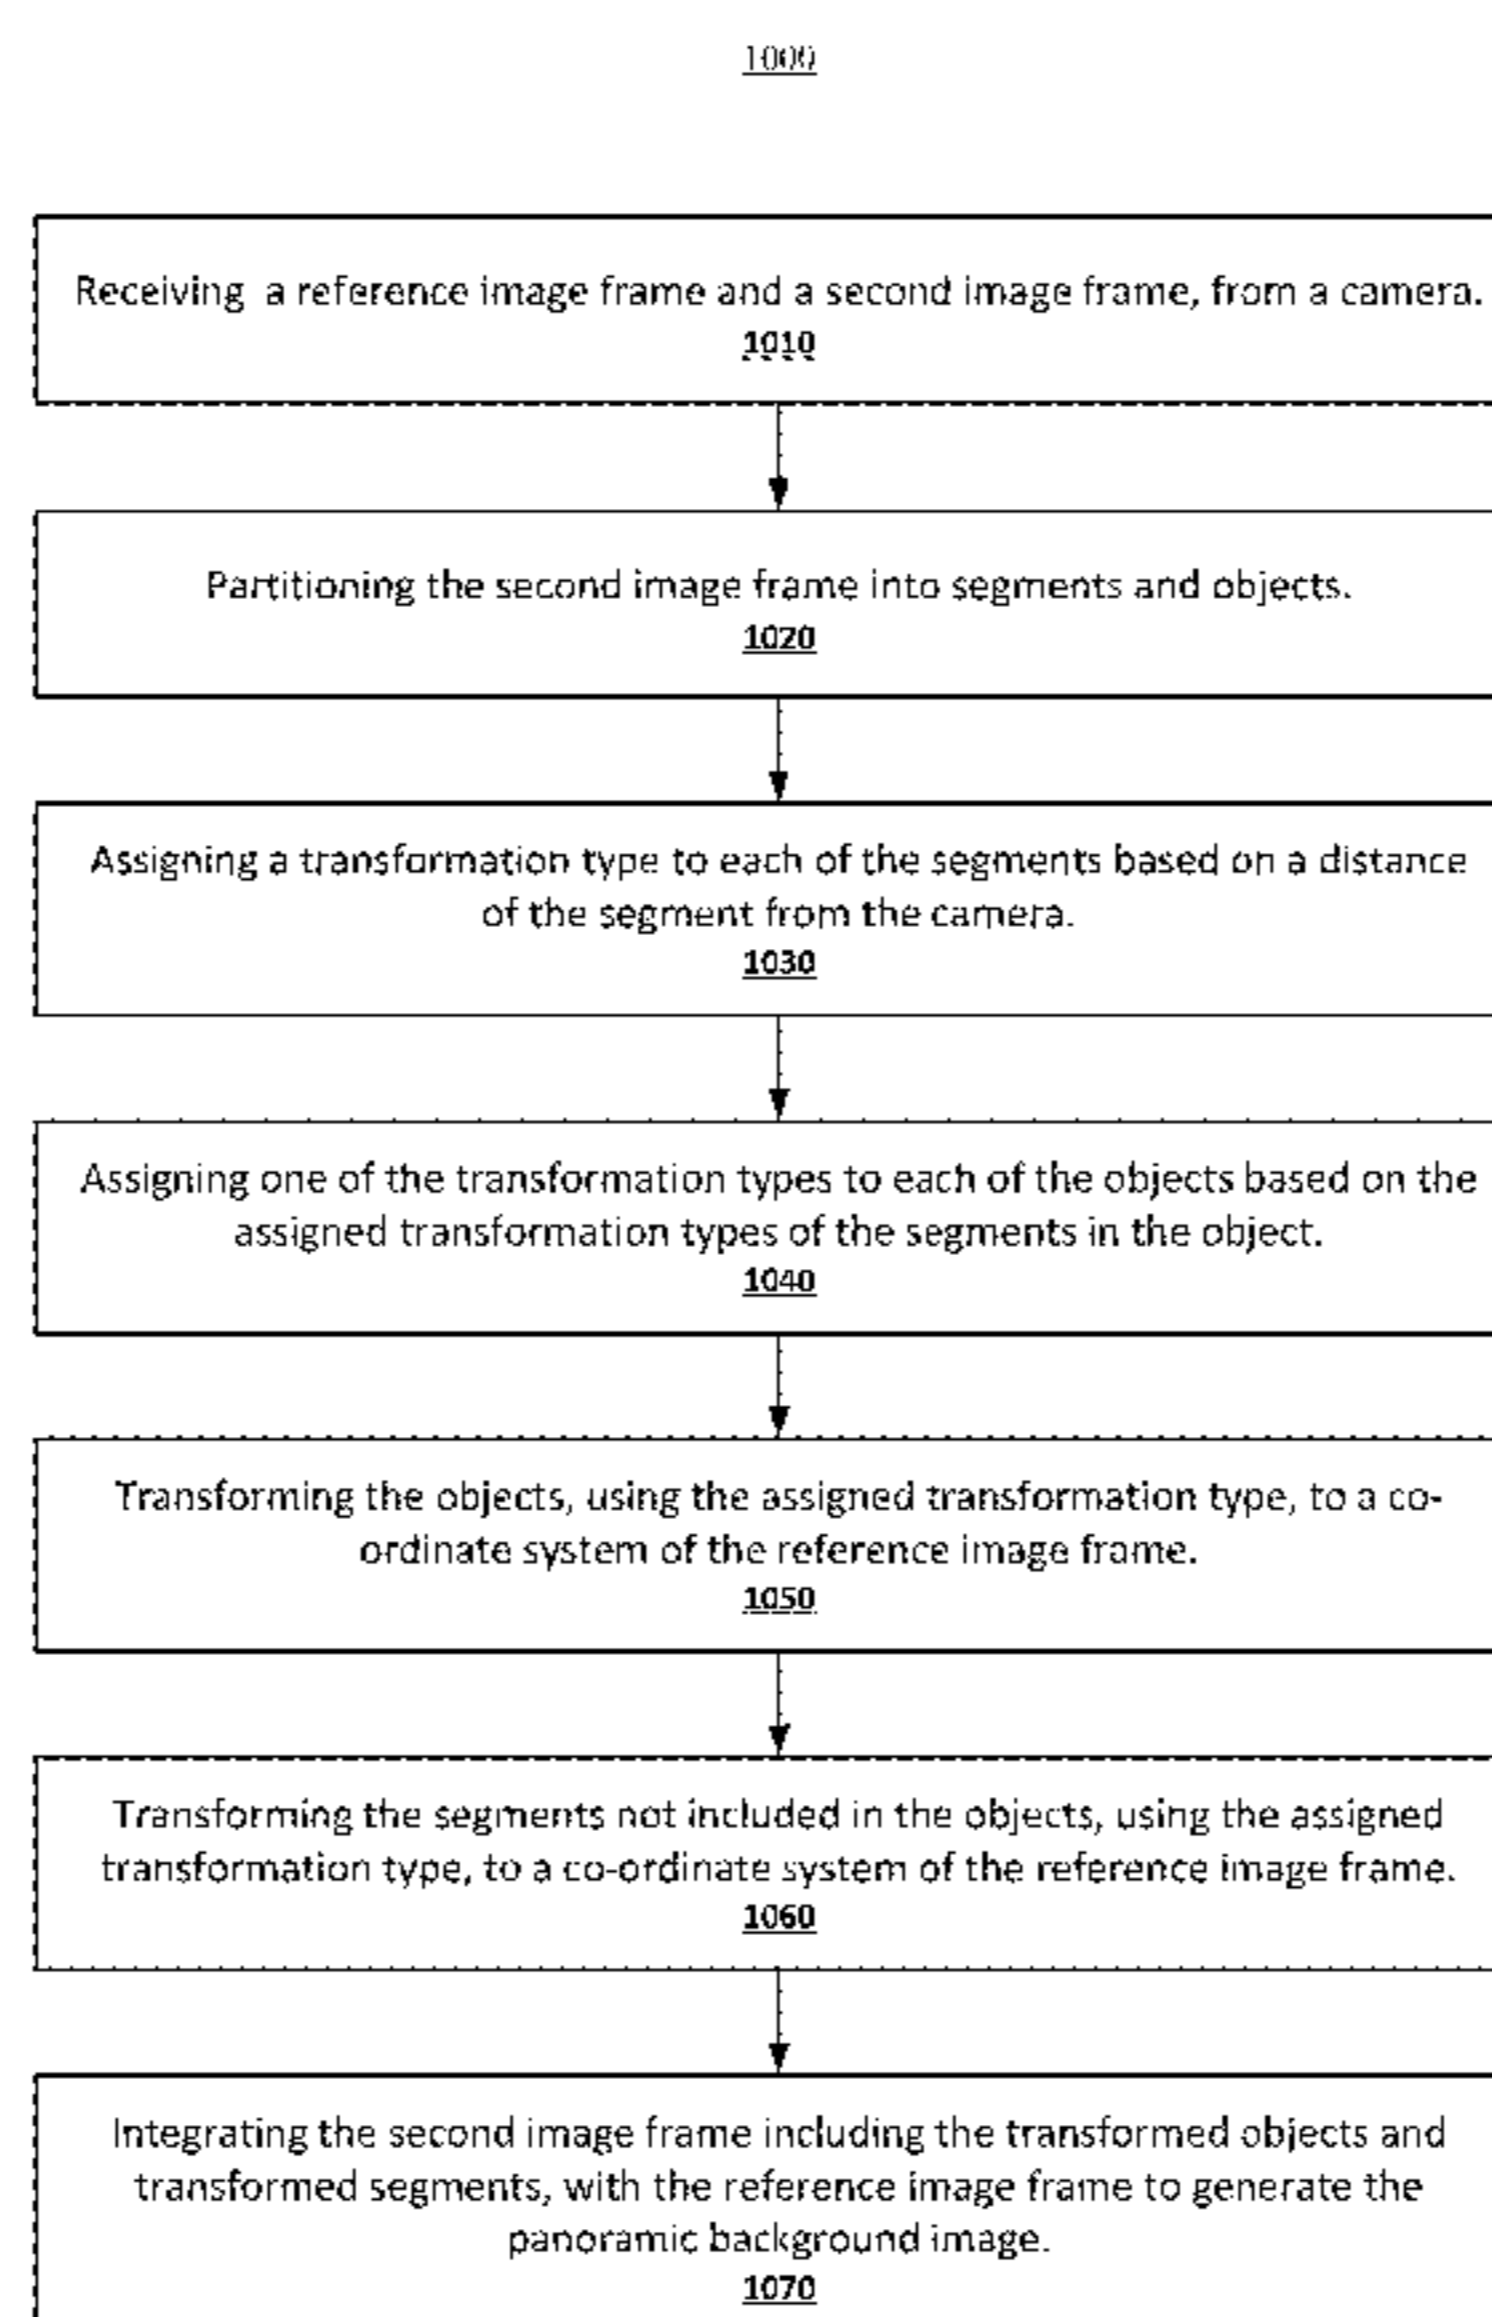 1000
Receiving a reference image frame and a second image frame, from a camera.
1010
Partitioning the second image frame into segments and objects.
1020
Assigning a transformation type to each of the segments based on a distance
of the segment from the camera.
1030
Assigning one of the transformation types to each of the objects based on the
assigned transformation types of the segments in the object.
1040
Transforming the objects, using the assigned transformation type, to a co-
ordinate system of the reference image frame.
1050
Transforming the segments not included in the objects, using the assigned
transformation type, to a co-ordinate system of the reference image frame.
1060
Integrating the second image frame including the transformed objects and
transformed segments, with the reference image frame to generate the
panoramic background image.
1070